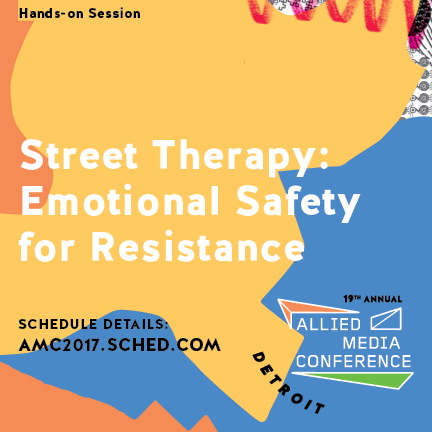 Hands-on Session
Street Therapy:
Emotional Safety
for Resistance
SCHEDULE DETAILS:
AMC2017.SCHED.COM
19TH ANNUAL
ALLIED
MEDIA
CONFERENCE
DETROIT